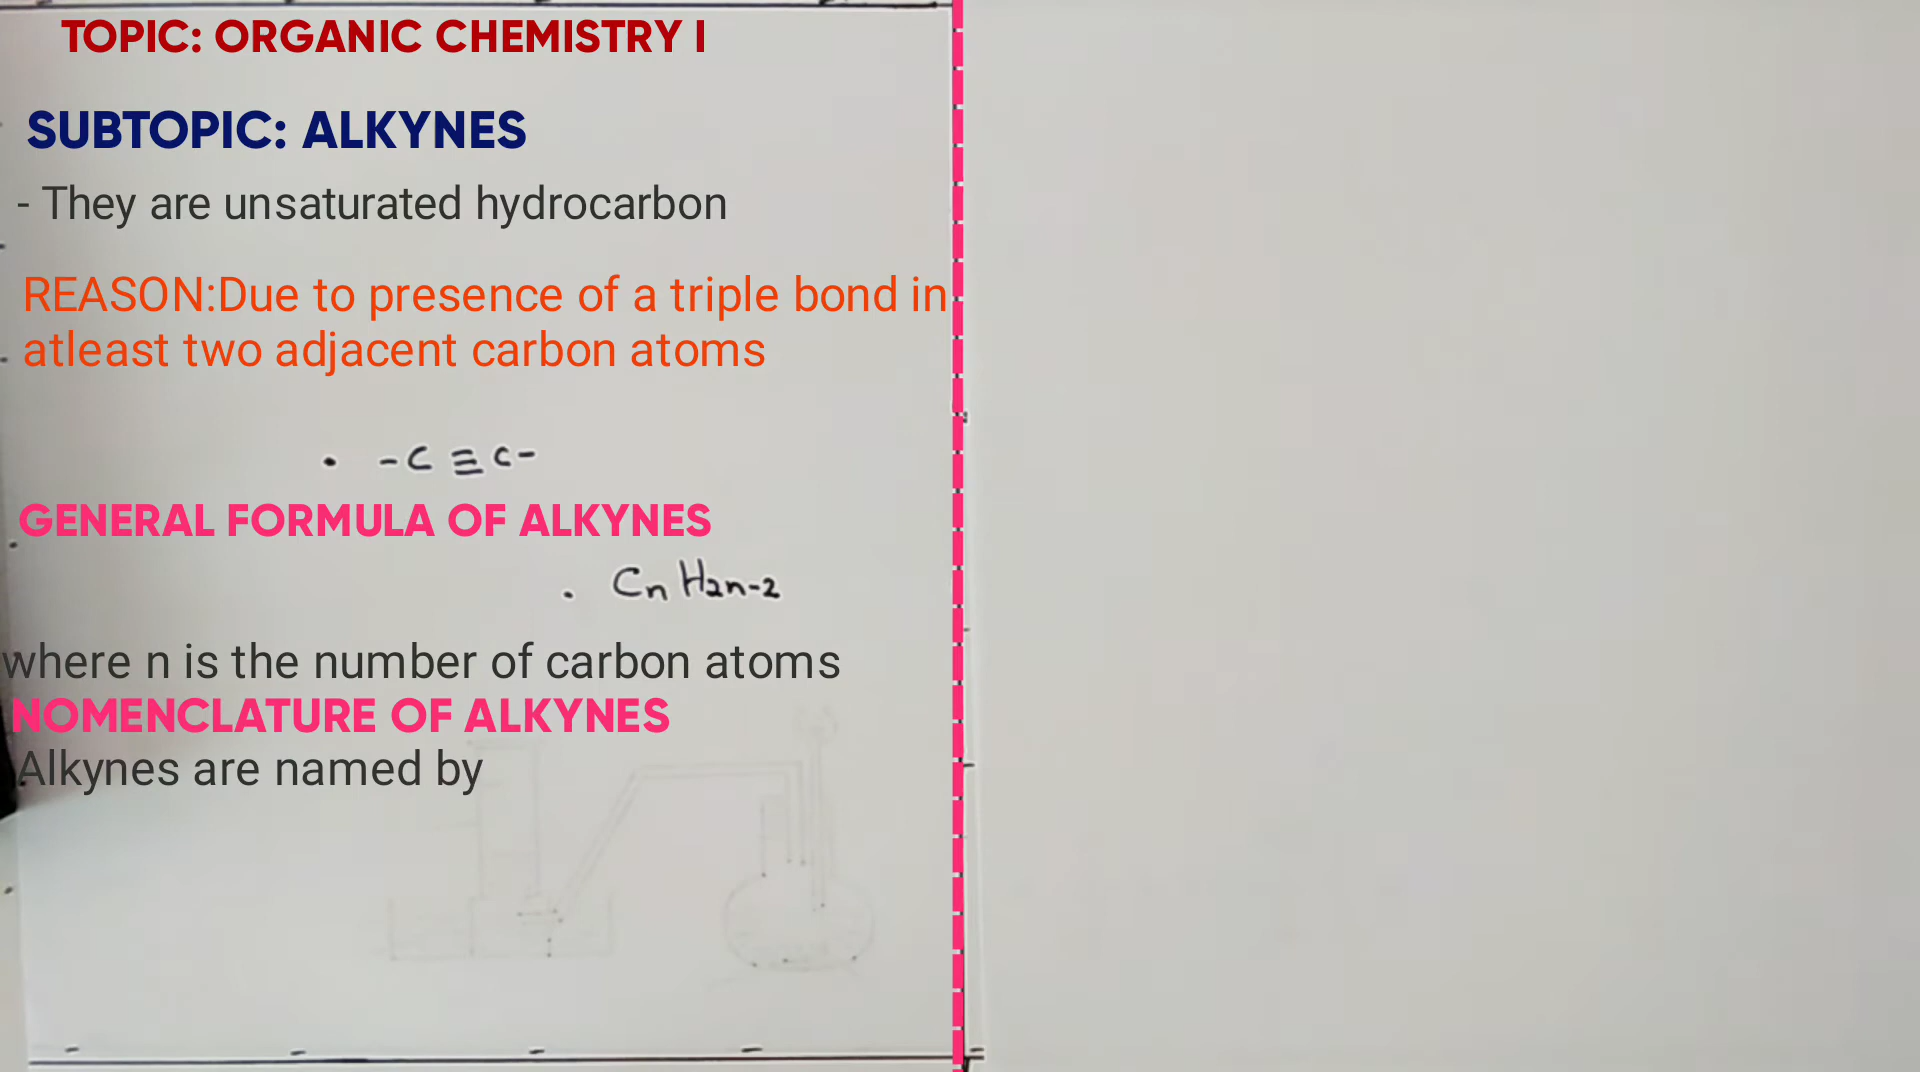 TOPIC: ORGANIC CHEMISTRY I
SUBTOPIC: ALKYNES
- They are unsaturated hydrocarbon
REASON:Due to presence of a triple bond in
atleast two adjacent carbon atoms
. -C ≡ C-
GENERAL FORMULA OF ALKYNES
. CnH2n-2
where n is the number of carbon atoms
NOMENCLATURE OF ALKYNES
Alkynes are named by